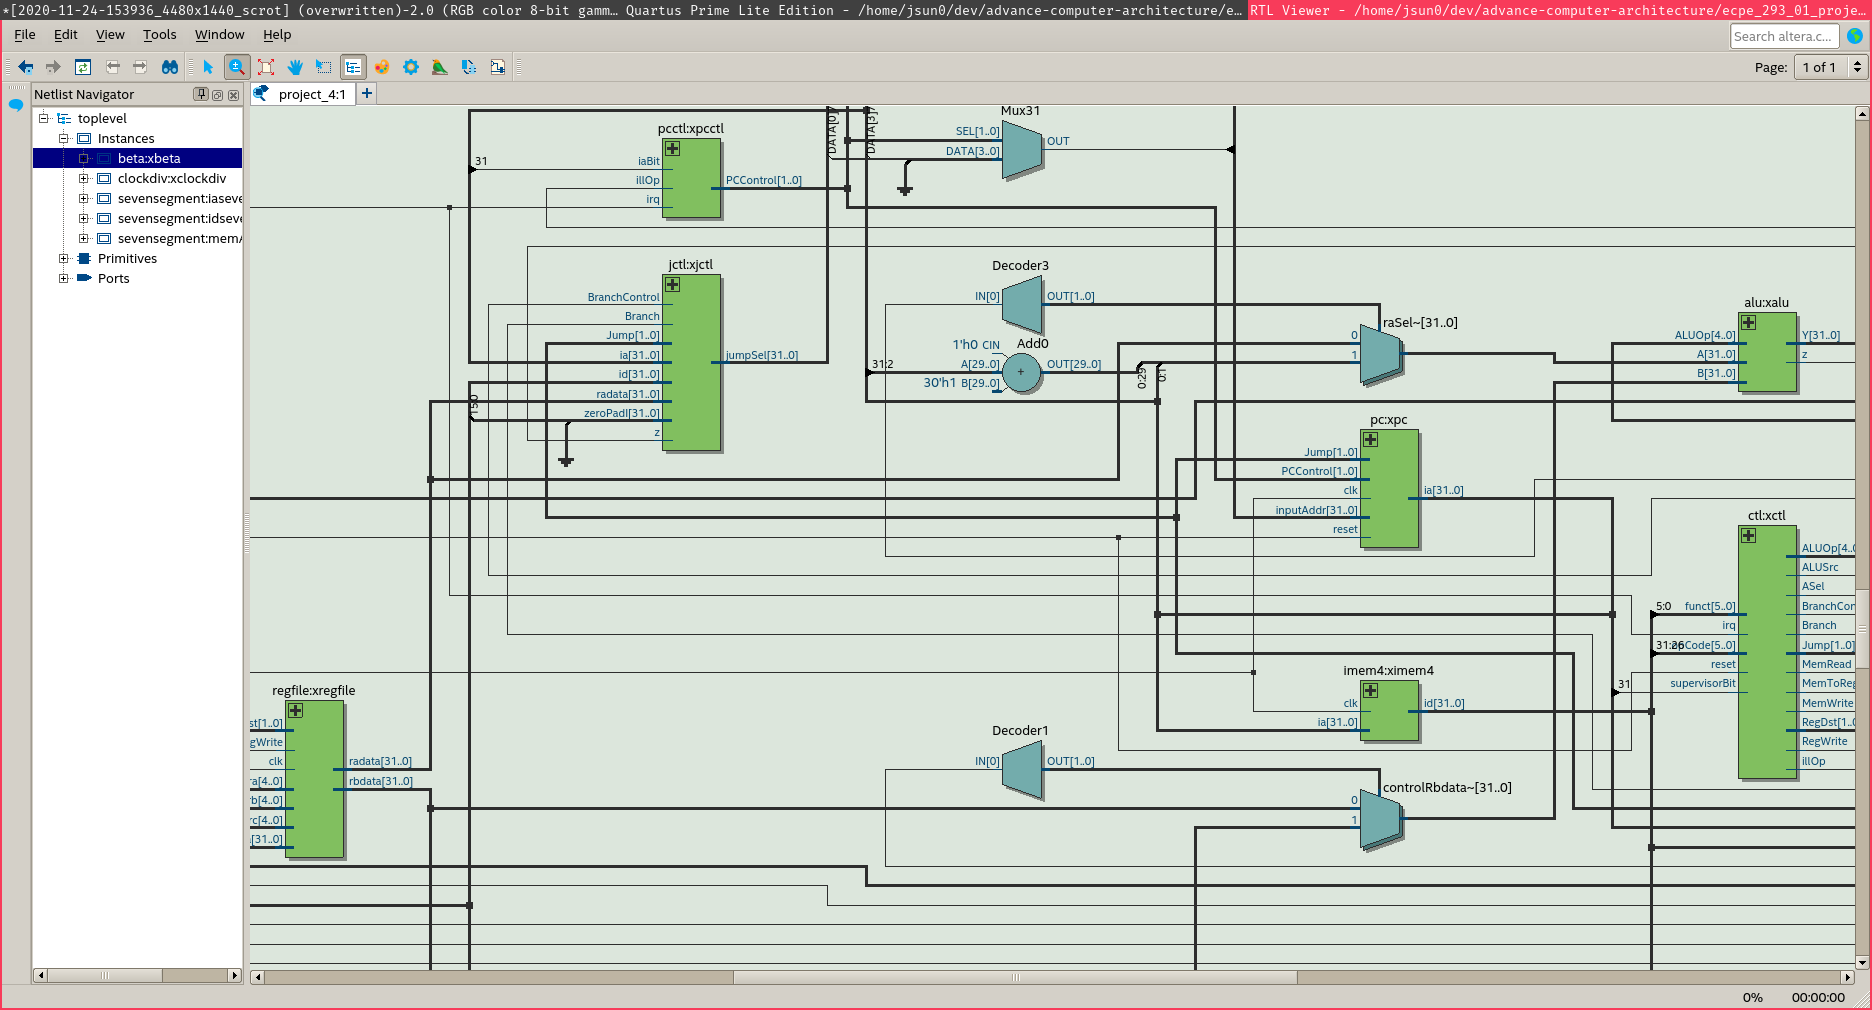 *[2020-11-24-153936_4480x1440_scrot] (overwritten)-2.0 (RGB color 8-bit gamm… Quartus Prime Lite Edition - /home/jsun0/dev/advance-computer-architecture/e… RTL Viewer - /home/jsun0/dev/advance-computer-architecture/ecpe_293_01_proje…
File Edit View Tools Window Help
Search altera.c...
Page: 1 of 1
Netlist Navigator
project_4:1
toplevel
Instances
beta:xbeta
clockdiv:xclockdiv
sevensegment:iaseve
sevensegment:idseve
sevensegment:memA
Primitives
Ports
pcctl:xpcctl
31
iaBit
illOp
irq
PCControl[1..0]
DATA[0]
DATA[3]
Mux31
SEL[1..0]
DATA[3..0]
OUT
jctl:xjctl
BranchControl
Branch
Jump[1..0]
ia[31..0]
id[31..0]
radata[31..0]
zeroPadI[31..0]
z
jumpSel[31..0]
15:0
Decoder3
IN[0]
OUT[1..0]
Add0
1'h0 CIN
31:2
A[29..0]
30'h1 B[29..0]
OUT[29..0]
0:29
0:1
raSel~[31..0]
0
1
alu:xalu
ALUOp[4..0]
A[31..0]
B[31..0]
Y[31..0]
z
pc:xpc
Jump[1..0]
PCControl[1..0]
clk
inputAddr[31..0]
reset
ia[31..0]
ctl:xctl
5:0
funct[5..0]
irq
31:26
opCode[5..0]
reset
31
supervisorBit
ALUOp[4..0
ALUSrc
ASel
BranchCon
Branch
Jump[1..0]
MemRead
MemToReg
MemWrite
RegDst[1..0
RegWrite
illOp
imem4:ximem4
clk
ia[31..0]
id[31..0]
regfile:xregfile
st[1..0]
gWrite
clk
ra[4..0]
rb[4..0]
rc[4..0]
[31..0]
radata[31..0]
rbdata[31..0]
Decoder1
IN[0]
OUT[1..0]
controlRbdata~[31..0]
0
1
0% 00:00:00